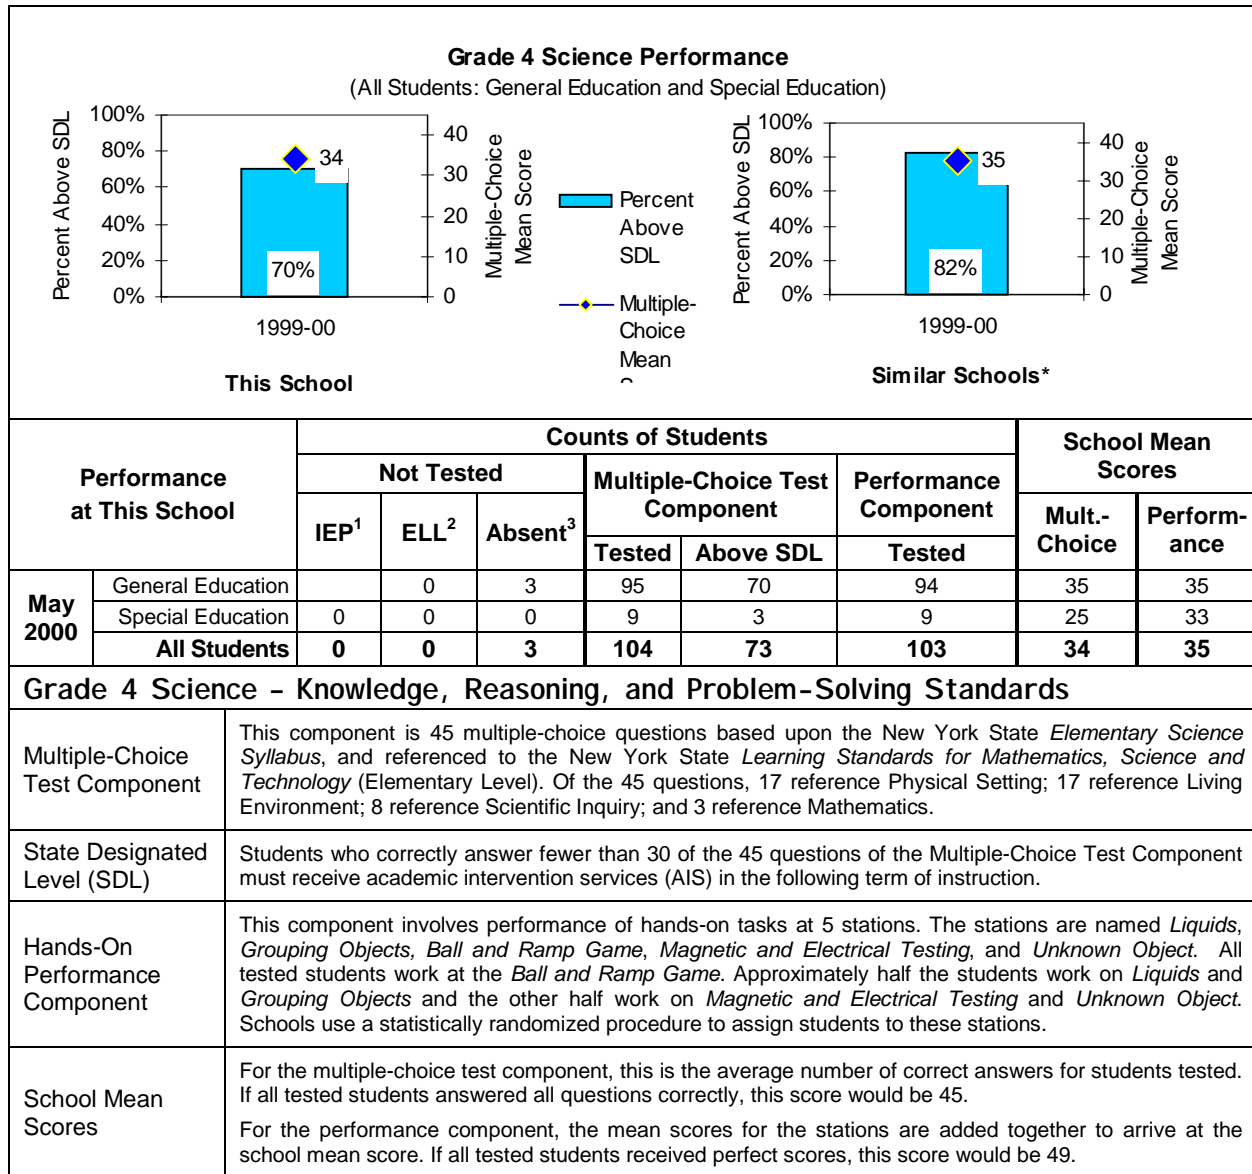 Grade 4 Science Performance
(All Students: General Education and Special Education)
Percent Above SDL
100%
80%
60%
40%
20%
0%
34
70%
40
30
20
10
0
Multiple-Choice
Mean Score
1999-00
This School
Percent
Above
SDL
Multiple-
Choice
Mean
Percent Above SDL
100%
80%
60%
40%
20%
0%
35
82%
40
30
20
10
0
Multiple-Choice
Mean Score
1999-00
Similar Schools*
Performance
at This School
Counts of Students
School Mean
Scores
Not Tested
Multiple-Choice Test
Component
Performance
Component
IEP1 ELL2 Absent3 Tested Above SDL Tested
Mult.-
Choice
Perform-
ance
May
2000
General Education 0 3 95 70 94 35 35
Special Education 0 0 0 9 3 9 25 33
All Students 0 0 3 104 73 103 34 35
Grade 4 Science – Knowledge, Reasoning, and Problem-Solving Standards
Multiple-Choice
Test Component
This component is 45 multiple-choice questions based upon the New York State Elementary Science
Syllabus, and referenced to the New York State Learning Standards for Mathematics, Science and
Technology (Elementary Level). Of the 45 questions, 17 reference Physical Setting; 17 reference Living
Environment; 8 reference Scientific Inquiry; and 3 reference Mathematics.
State Designated
Level (SDL)
Students who correctly answer fewer than 30 of the 45 questions of the Multiple-Choice Test Component
must receive academic intervention services (AIS) in the following term of instruction.
Hands-On
Performance
Component
This component involves performance of hands-on tasks at 5 stations. The stations are named Liquids,
Grouping Objects, Ball and Ramp Game, Magnetic and Electrical Testing, and Unknown Object. All
tested students work at the Ball and Ramp Game. Approximately half the students work on Liquids and
Grouping Objects and the other half work on Magnetic and Electrical Testing and Unknown Object.
Schools use a statistically randomized procedure to assign students to these stations.
School Mean
Scores
For the multiple-choice test component, this is the average number of correct answers for students tested.
If all tested students answered all questions correctly, this score would be 45.
For the performance component, the mean scores for the stations are added together to arrive at the
school mean score. If all tested students received perfect scores, this score would be 49.